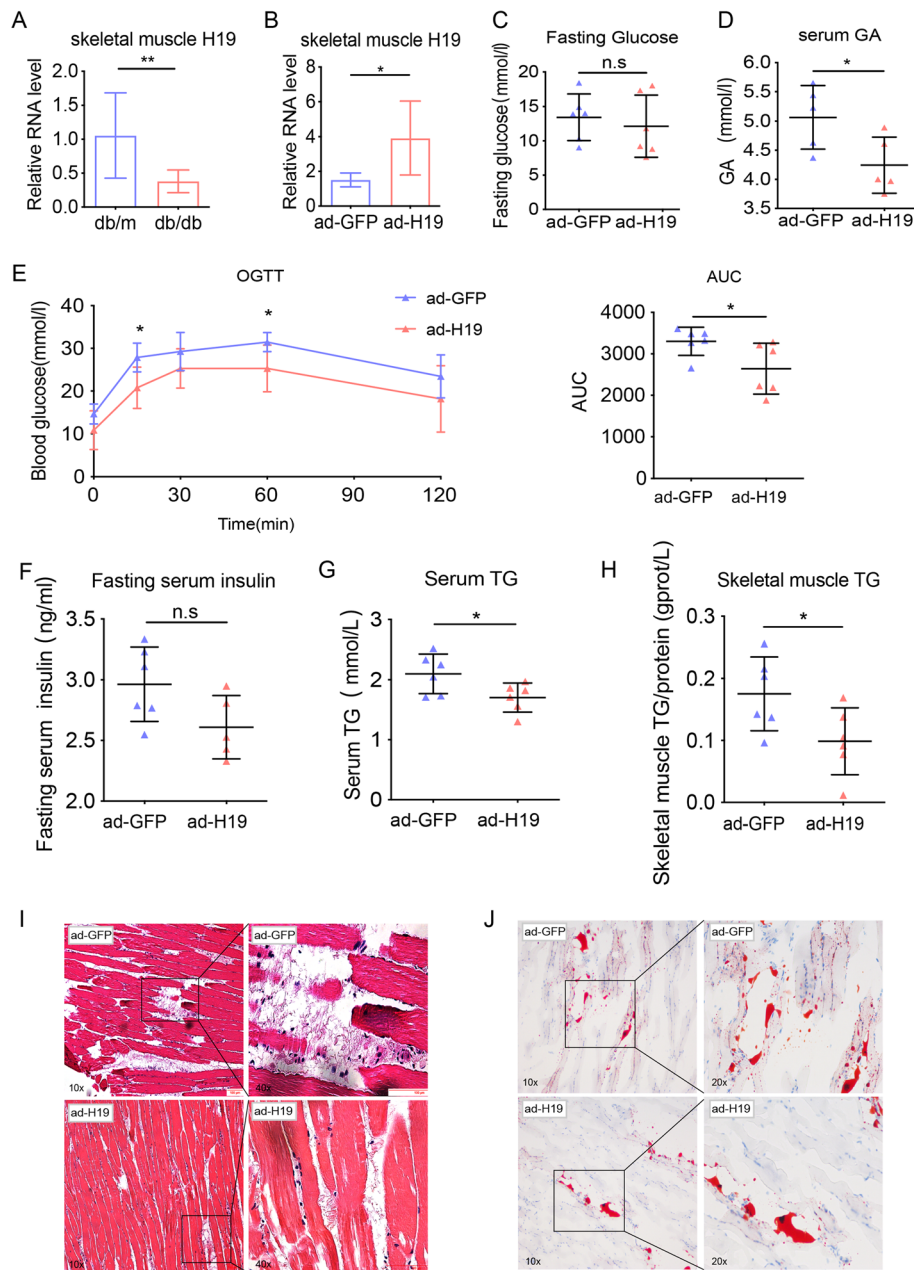 A
skeletal muscle H19
Relative RNA level
2.0
1.5
1.0
0.5
0.0
**
db/m
db/db
B
skeletal muscle H19
Relative RNA level
8
6
4
2
0
*
ad-GFP
ad-H19
C
Fasting Glucose
Fasting glucose(mmol/l)
20
15
10
5
0
n.s
ad-GFP
ad-H19
D
serum GA
GA (mmol/l)
5.5
5.0
4.5
4.0
3.5
*
ad-GFP
ad-H19
E
OGTT
Blood glucose(mmol/l)
40
30
20
10
0
*
*
ad-GFP
ad-H19
0
30
60
90
120
Time(min)
AUC
AUC
4000
3000
2000
1000
0
*
ad-GFP
ad-H19
F
Fasting serum insulin
Fasting serum insulin (ng/ml)
3.5
3.0
2.5
2.0
n.s
ad-GFP
ad-H19
G
Serum TG
Serum TG (mmol/L)
3
2
1
0
*
ad-GFP
ad-H19
H
Skeletal muscle TG
Skeletal muscle TG/protein (gprot/L)
0.3
0.2
0.1
0.0
*
ad-GFP
ad-H19
I
ad-GFP
10x
ad-GFP
40x
ad-H19
10x
ad-H19
40x
J
ad-GFP
10x
ad-GFP
20x
ad-H19
10x
ad-H19
20x